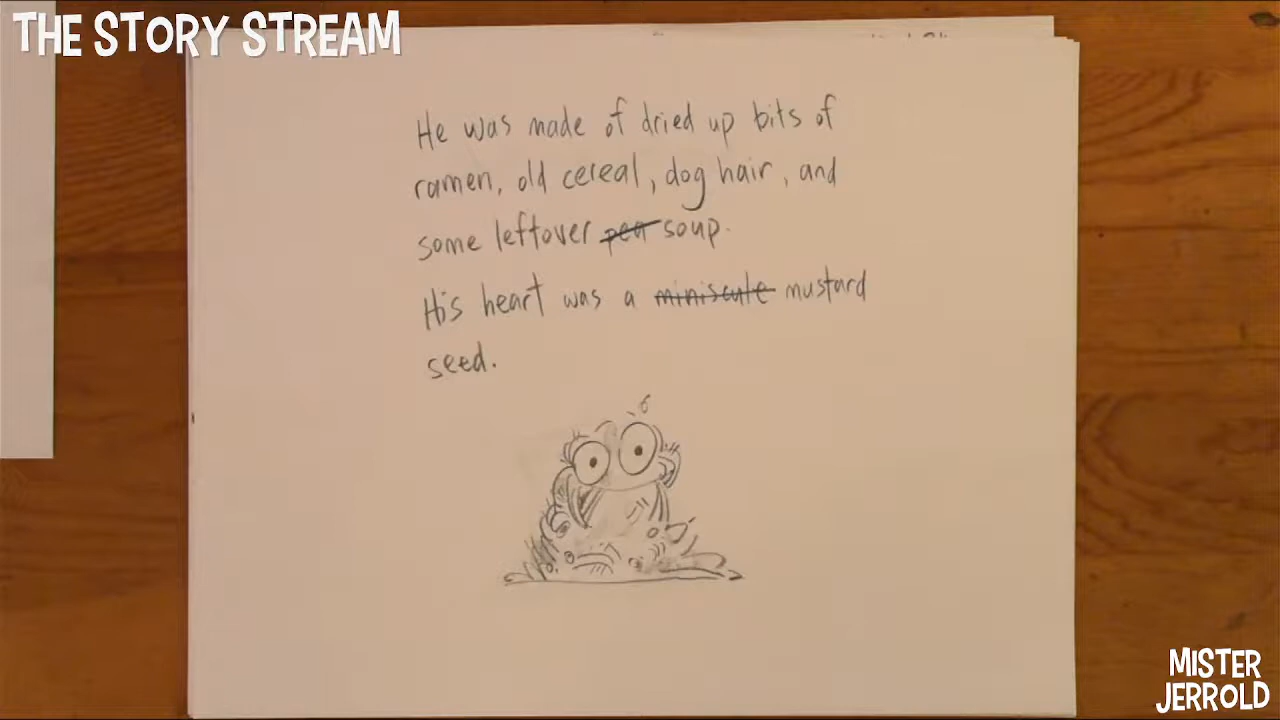 THE STORY STREAM
He was made of dried up bits of
ramen, old cereal, dog hair, and
some leftover pea soup.
His heart was a miniscule mustard
seed.
MISTER
JERROLD